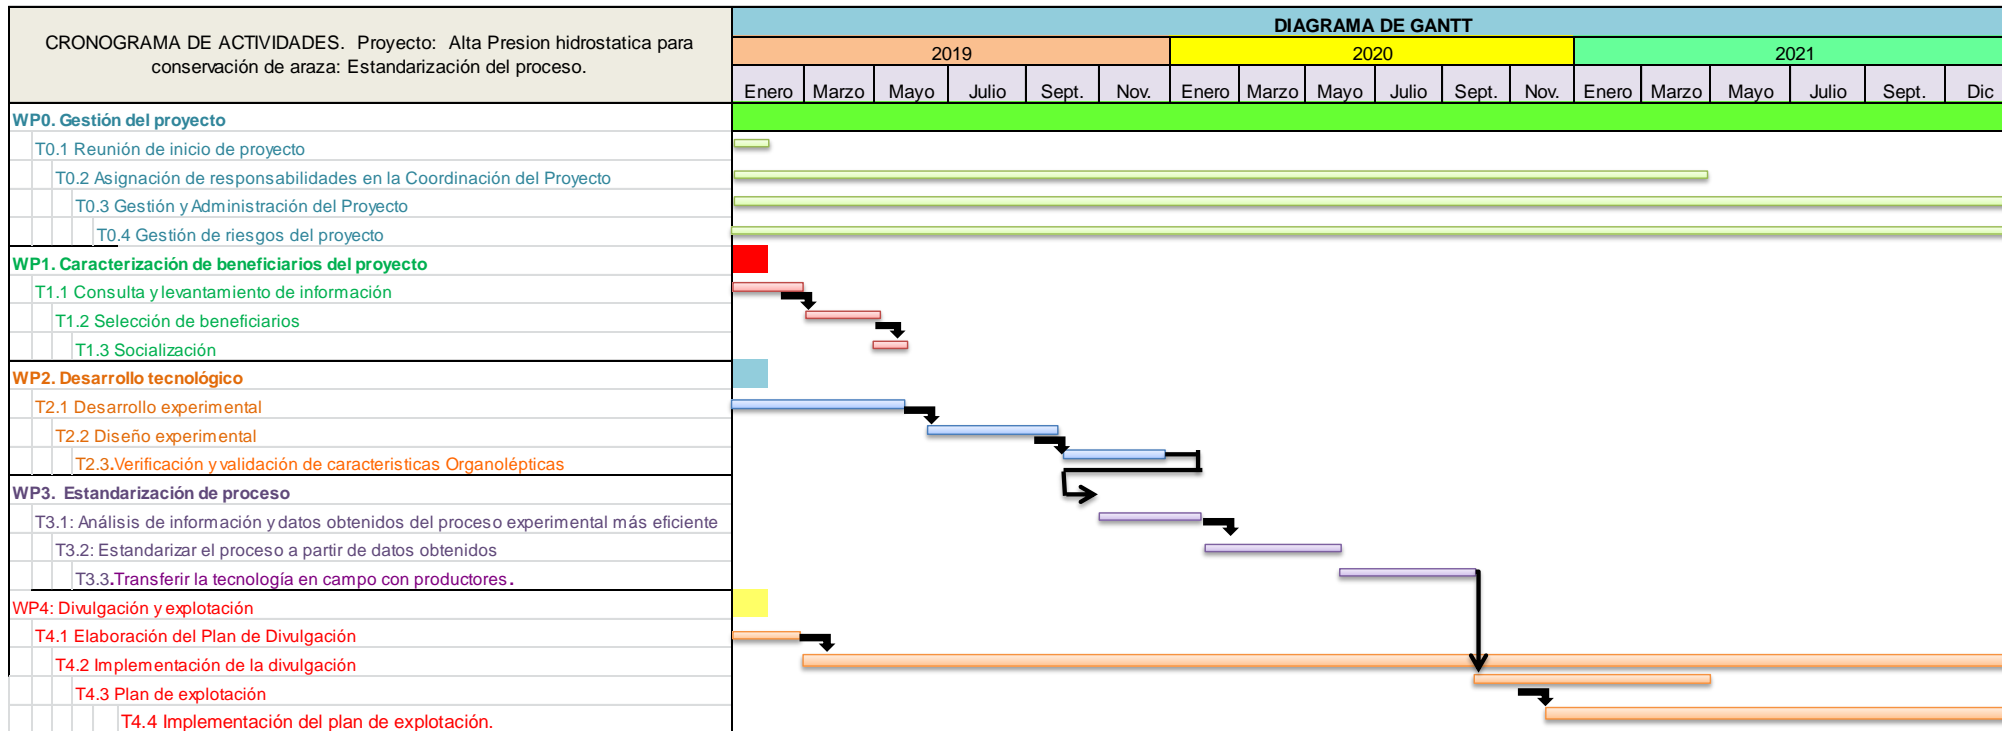 CRONOGRAMA DE ACTIVIDADES. Proyecto: Alta Presion hidrostatica para
conservación de araza: Estandarización del proceso.
DIAGRAMA DE GANTT
2019 2020 2021
Enero Marzo Mayo Julio Sept. Nov. Enero Marzo Mayo Julio Sept. Nov. Enero Marzo Mayo Julio Sept. Dic
WP0. Gestión del proyecto
T0.1 Reunión de inicio de proyecto
T0.2 Asignación de responsabilidades en la Coordinación del Proyecto
T0.3 Gestión y Administración del Proyecto
T0.4 Gestión de riesgos del proyecto
WP1. Caracterización de beneficiarios del proyecto
T1.1 Consulta y levantamiento de información
T1.2 Selección de beneficiarios
T1.3 Socialización
WP2. Desarrollo tecnológico
T2.1 Desarrollo experimental
T2.2 Diseño experimental
T2.3.Verificación y validación de caracteristicas Organolépticas
WP3. Estandarización de proceso
T3.1: Análisis de información y datos obtenidos del proceso experimental más eficiente
T3.2: Estandarizar el proceso a partir de datos obtenidos
T3.3.Transferir la tecnología en campo con productores.
WP4: Divulgación y explotación
T4.1 Elaboración del Plan de Divulgación
T4.2 Implementación de la divulgación
T4.3 Plan de explotación
T4.4 Implementación del plan de explotación.